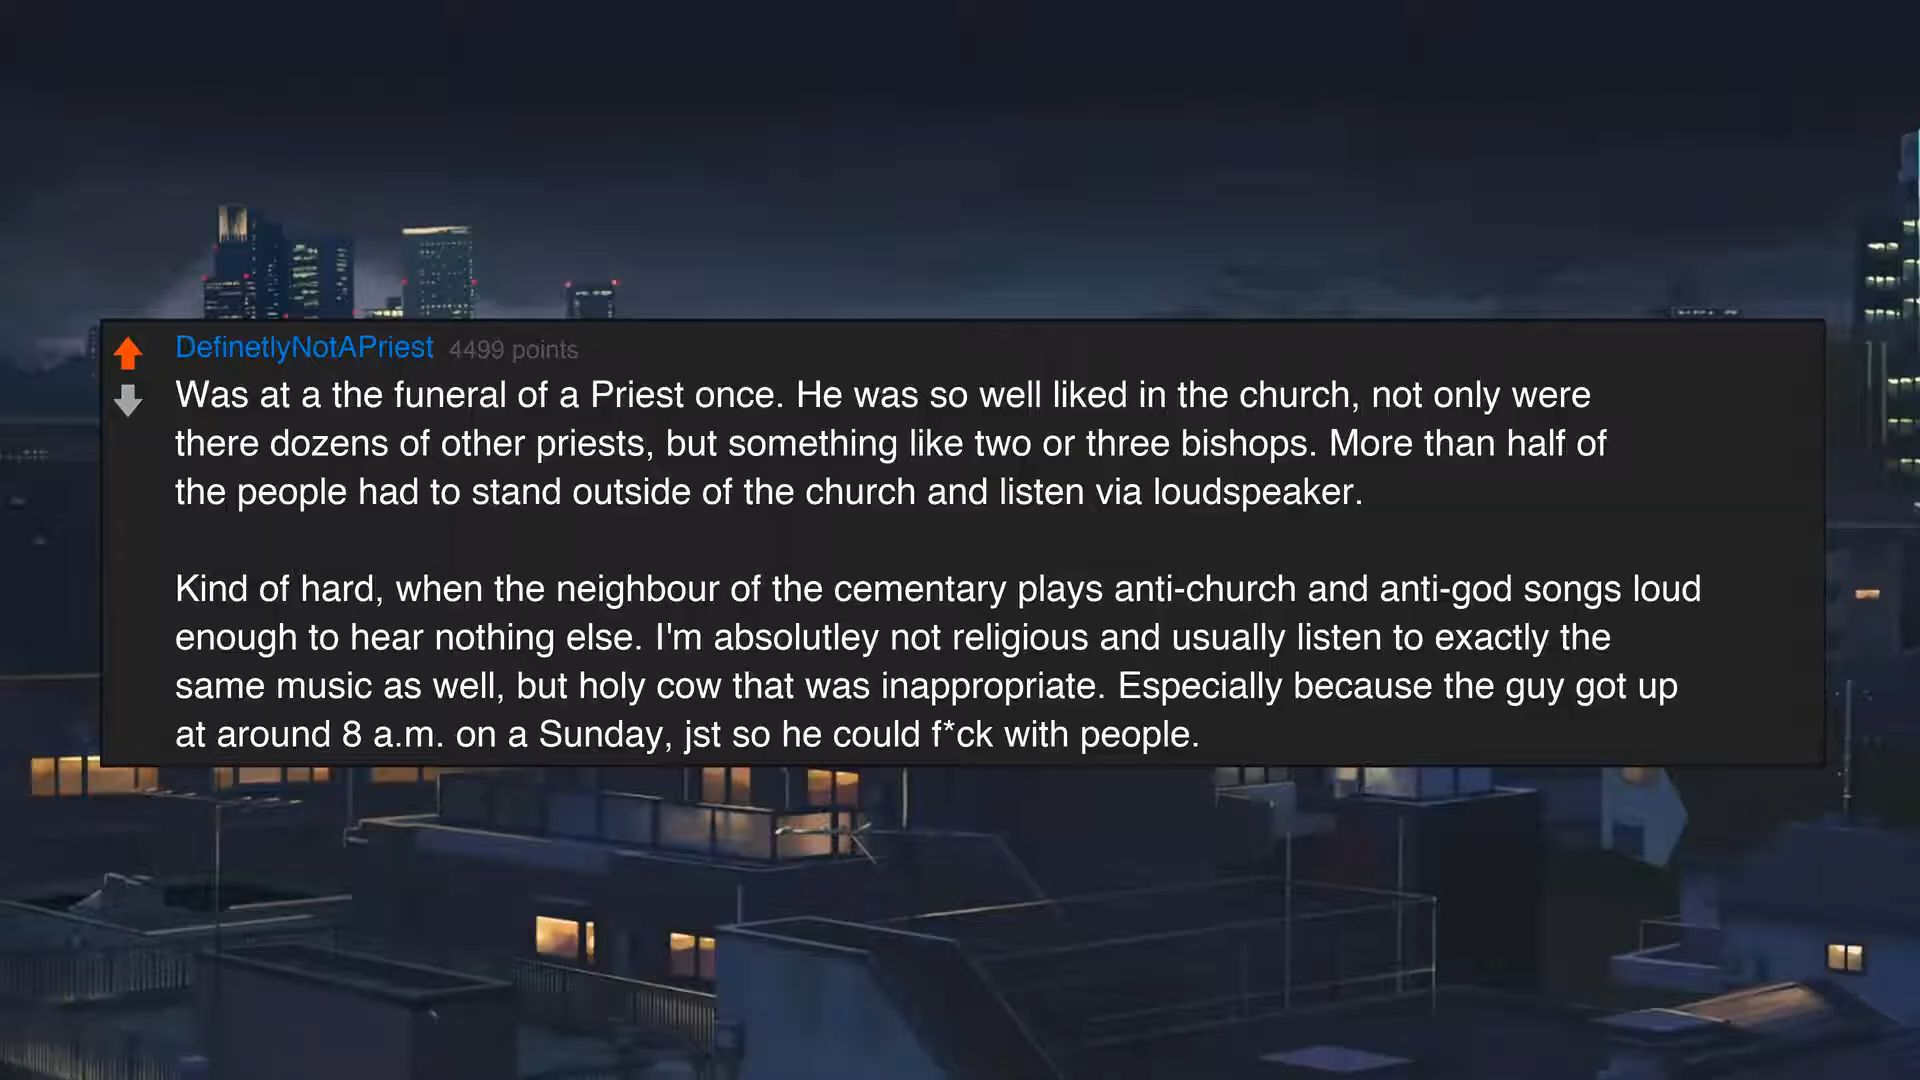 DefinetlyNotAPriest 4499 points
Was at a the funeral of a Priest once. He was so well liked in the church, not only were
there dozens of other priests, but something like two or three bishops. More than half of
the people had to stand outside of the church and listen via loudspeaker.
Kind of hard, when the neighbour of the cementary plays anti-church and anti-god songs loud
enough to hear nothing else. I'm absolutley not religious and usually listen to exactly the
same music as well, but holy cow that was inappropriate. Especially because the guy got up
at around 8 a.m. on a Sunday, jst so he could f*ck with people.